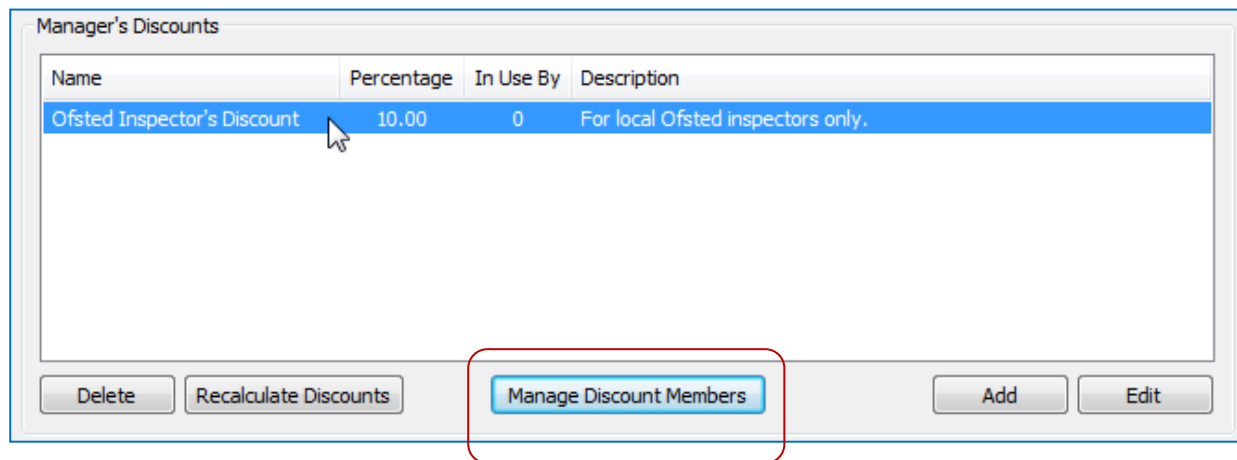 Manager's Discounts
Name Percentage In Use By Description
Ofsted Inspector's Discount 10.00 0 For local Ofsted inspectors only.
Delete Recalculate Discounts Manage Discount Members Add Edit